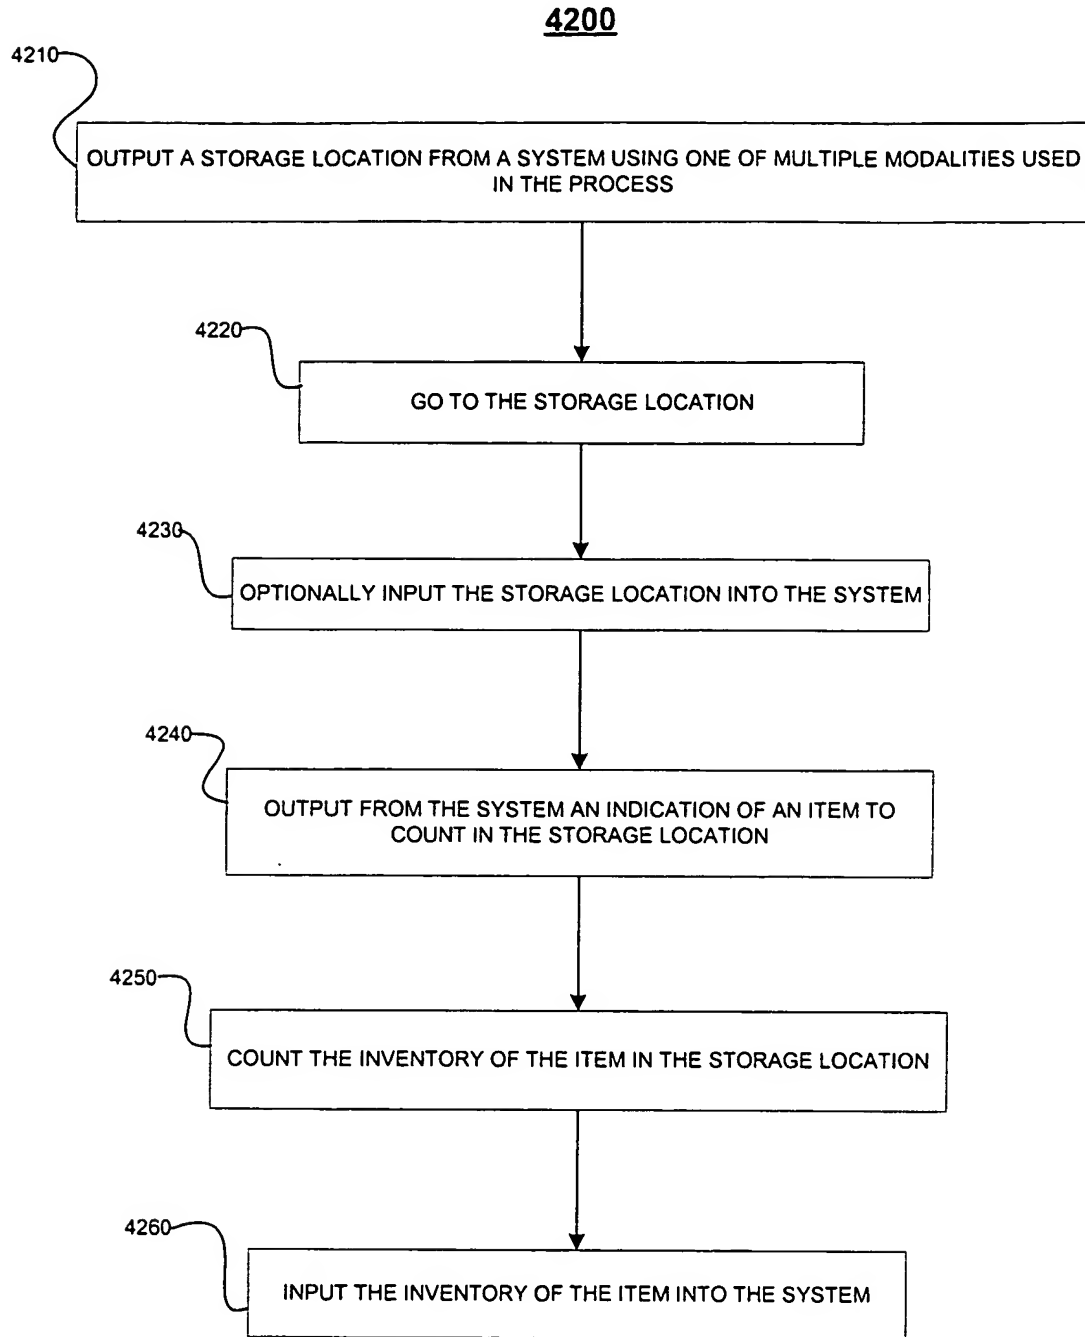 4200
4210
OUTPUT A STORAGE LOCATION FROM A SYSTEM USING ONE OF MULTIPLE MODALITIES USED
IN THE PROCESS
4220
GO TO THE STORAGE LOCATION
4230
OPTIONALLY INPUT THE STORAGE LOCATION INTO THE SYSTEM
4240
OUTPUT FROM THE SYSTEM AN INDICATION OF AN ITEM TO
COUNT IN THE STORAGE LOCATION
4250
COUNT THE INVENTORY OF THE ITEM IN THE STORAGE LOCATION
4260
INPUT THE INVENTORY OF THE ITEM INTO THE SYSTEM